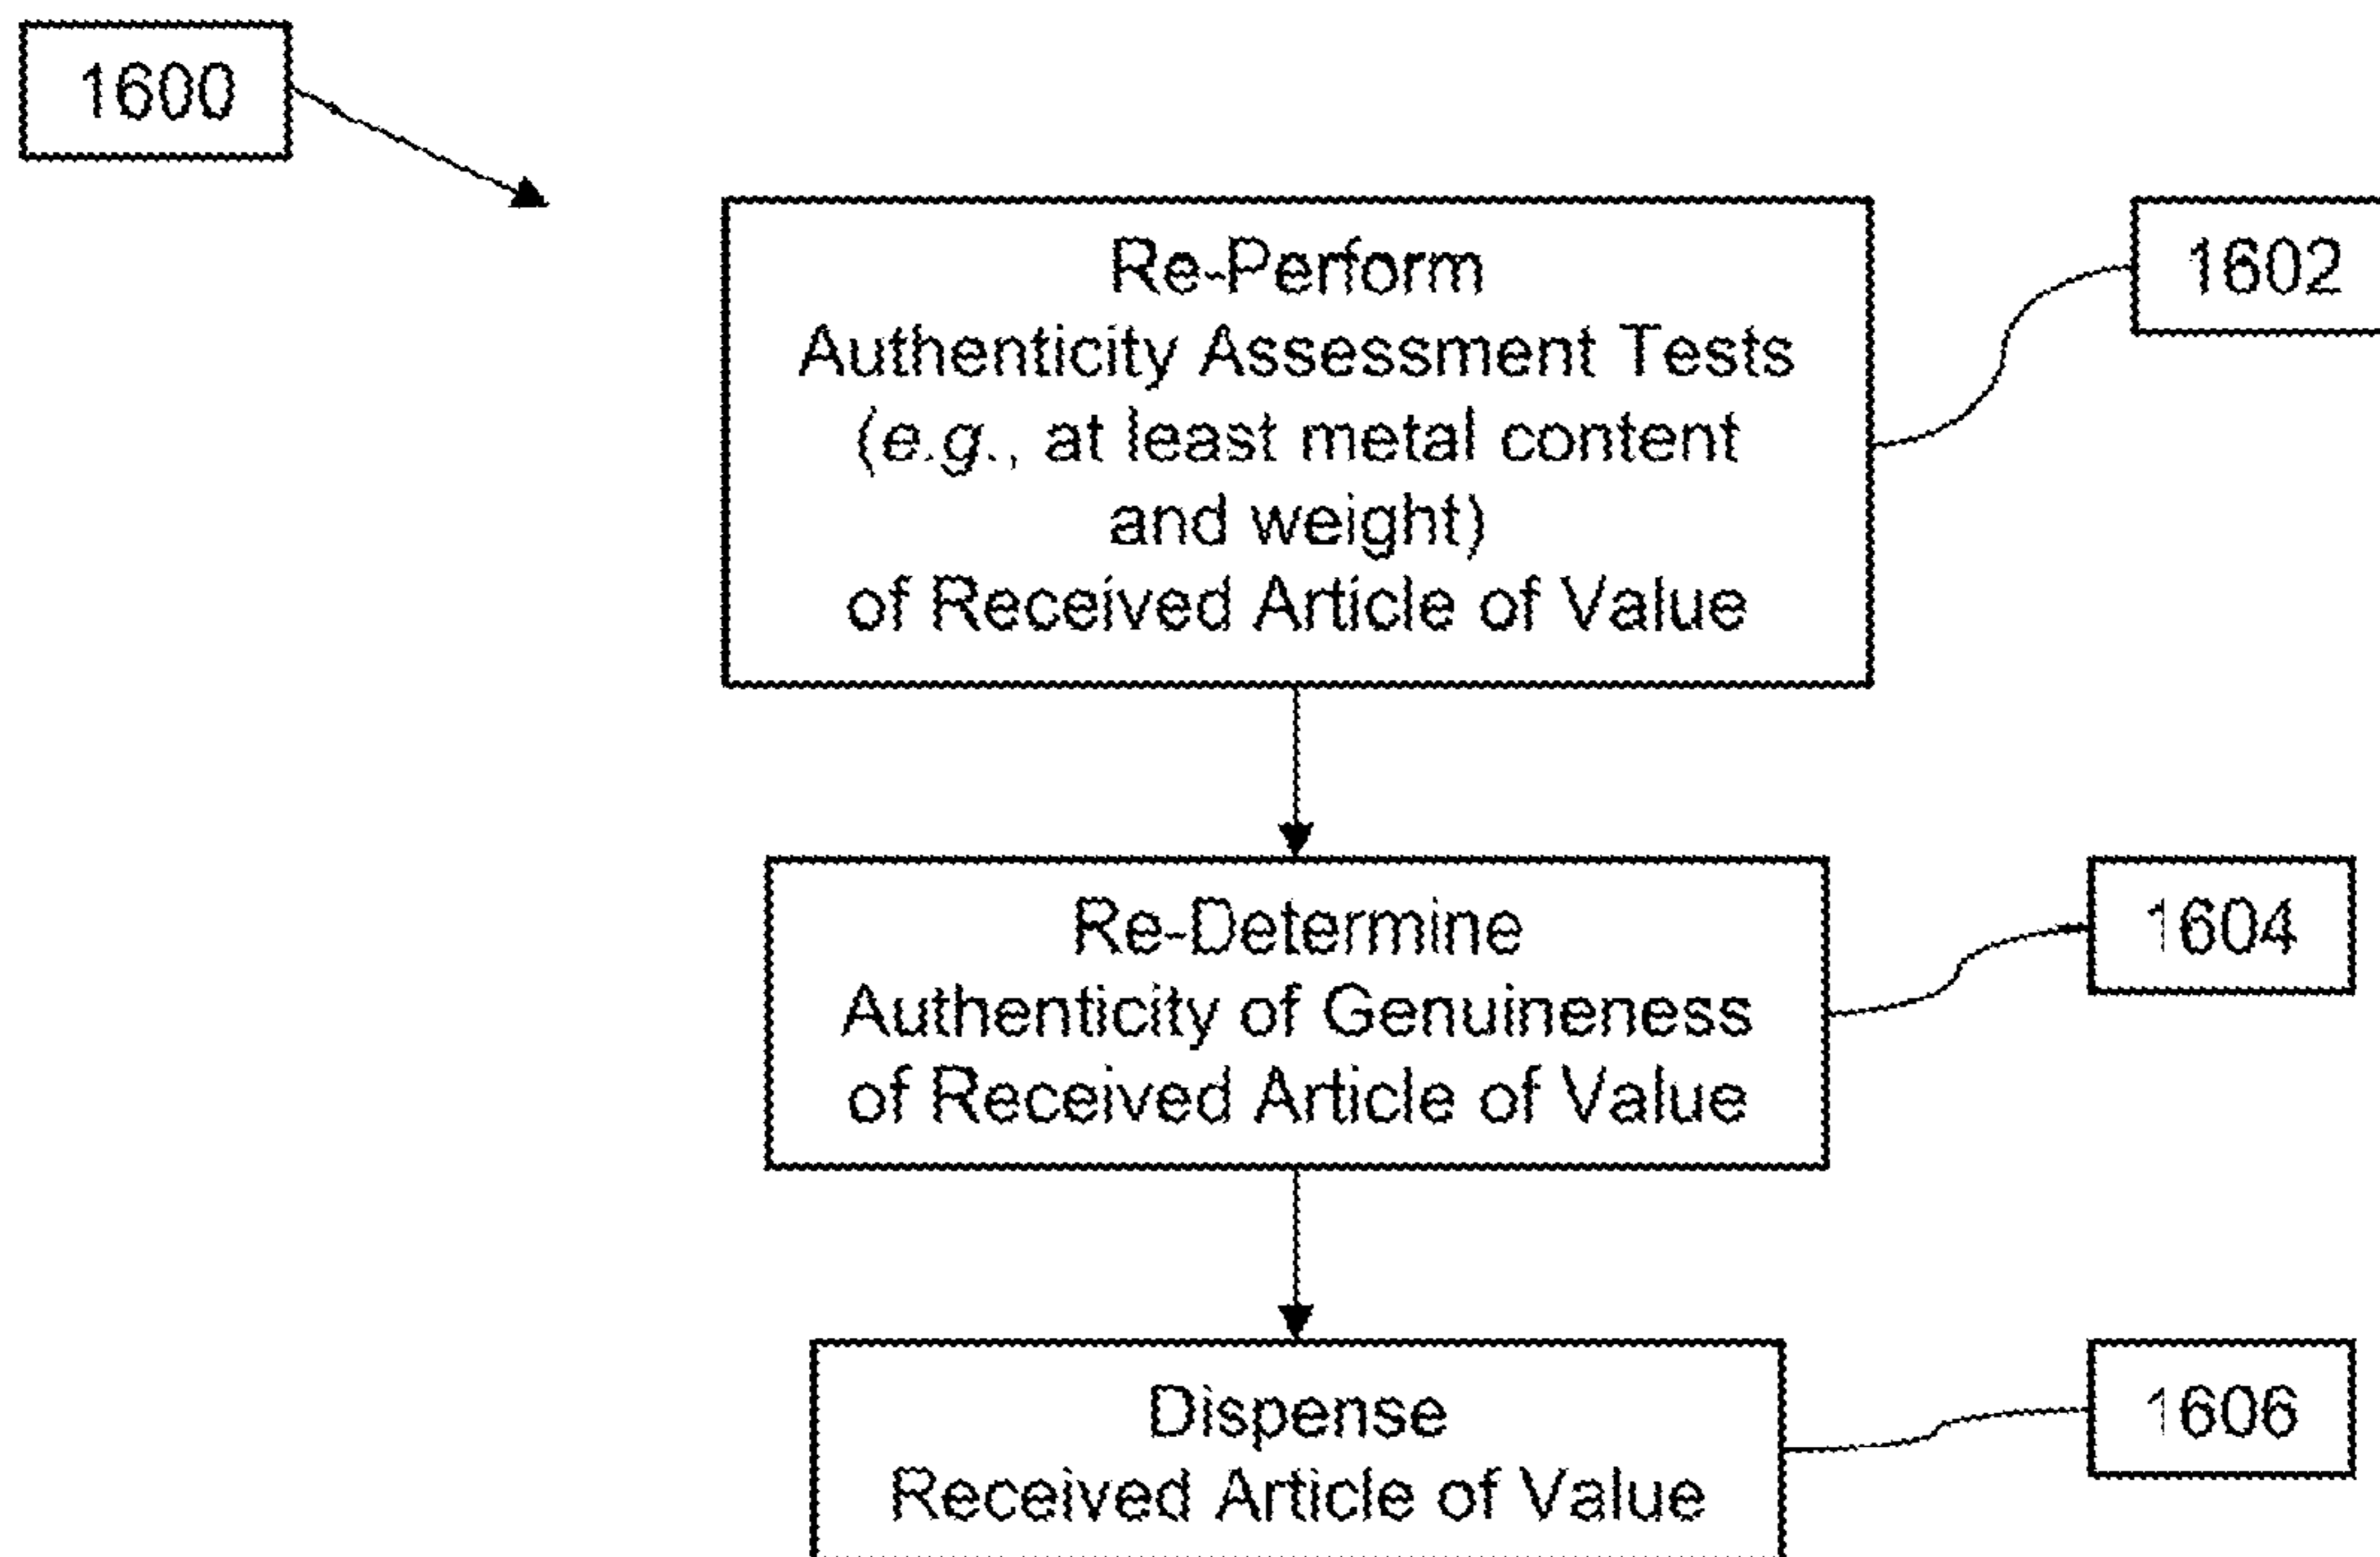 1600
Re-Perform
Authenticity Assessment Tests
(e.g., at least metal content
and weight)
of Received Article of Value
1602
Re-Determine
Authenticity of Genuineness
of Received Article of Value
1604
Dispense
Received Article of Value
1606